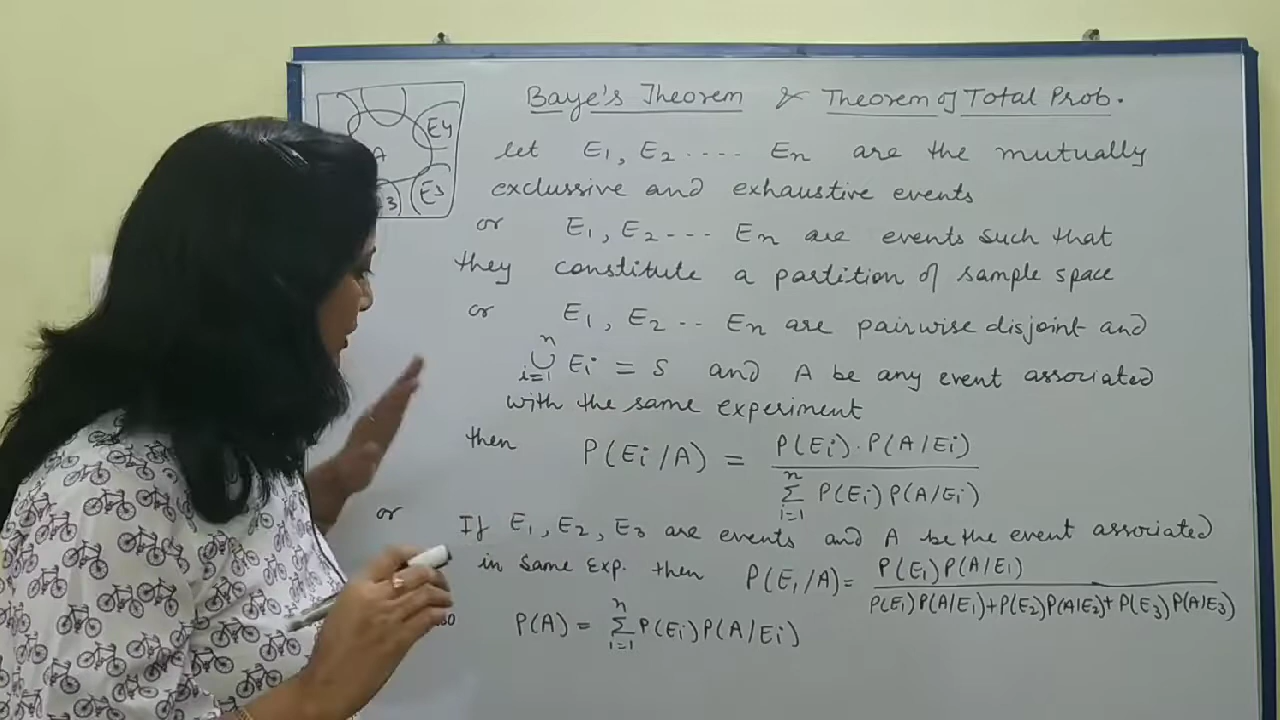 Baye's Theorem & Theorem of Total Prob.
let E1, E2 .... En are the mutually
exclussive and exhaustive events
or E1, E2 --- En are events such that
they constitute a partition of sample space
or E1, E2 -- En are pairwise disjoint and
n
∪ Ei = S and A be any event associated
i=1
with the same experiment
then P(Ei/A) = P(Ei).P(A/Ei)
n
Σ P(Ei)P(A/Ei)
i=1
or If E1, E2, E3 are events and A be the event associated
in same Exp. then P(E1/A) = P(E1)P(A/E1)
P(E1)P(A/E1)+P(E2)P(A/E2)+P(E3)P(A/E3)
n
P(A) = Σ P(Ei)P(A/Ei)
i=1
E4
A
3